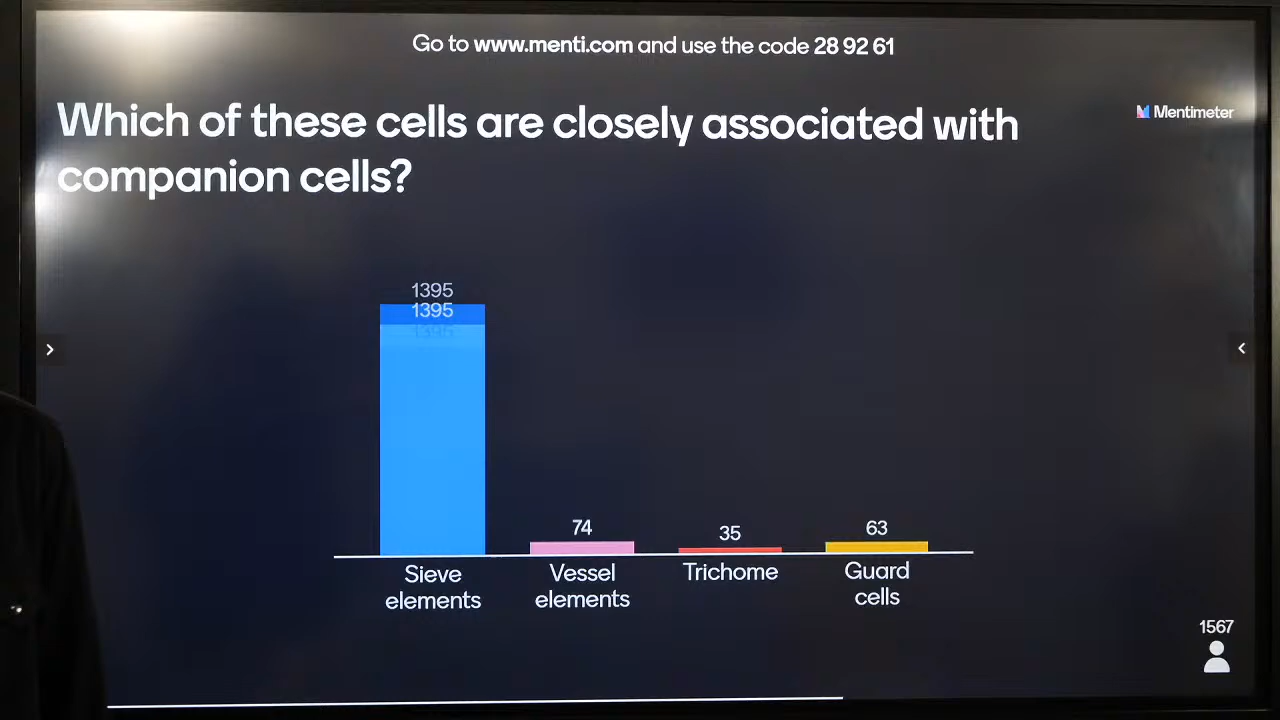 Go to www.menti.com and use the code 28 92 61
Which of these cells are closely associated with
companion cells?
Mentimeter
1395
1395
1395
74
35
63
Sieve
elements
Vessel
elements
Trichome
Guard
cells
1567